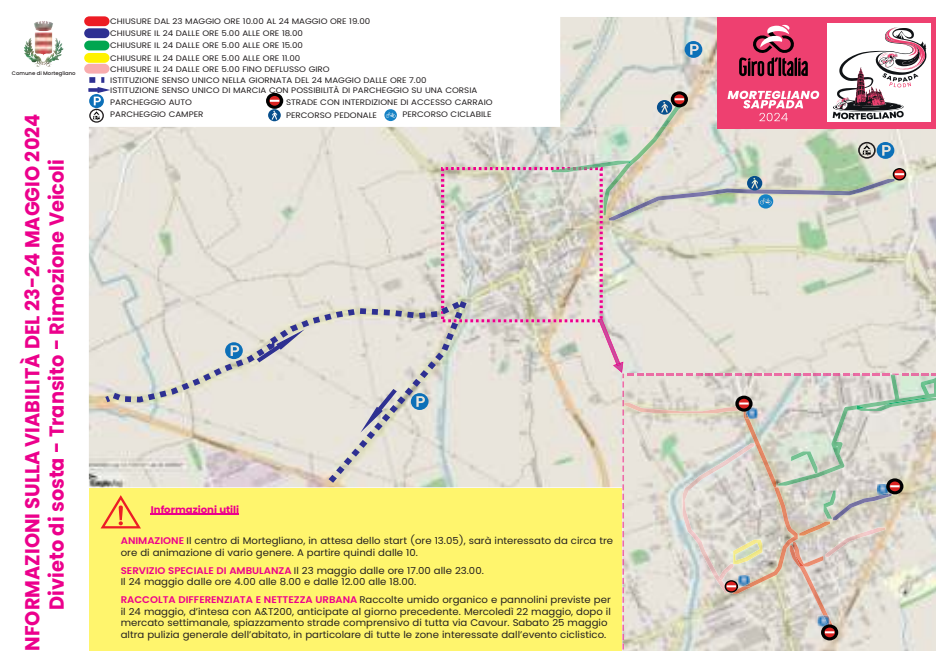 Comune di Mortegliano
NFORMAZIONI SULLA VIABILITÀ DEL 23-24 MAGGIO 2024
Divieto di sosta - Transito - Rimozione Veicoli
CHIUSURE DAL 23 MAGGIO ORE 10.00 AL 24 MAGGIO ORE 19.00
CHIUSURE IL 24 DALLE ORE 5.00 ALLE ORE 18.00
CHIUSURE IL 24 DALLE ORE 5.00 ALLE ORE 15.00
CHIUSURE IL 24 DALLE ORE 5.00 ALLE ORE 11.00
CHIUSURE IL 24 DALLE ORE 5.00 FINO DEFLUSSO GIRO
ISTITUZIONE SENSO UNICO NELLA GIORNATA DEL 24 MAGGIO DALLE ORE 7.00
ISTITUZIONE SENSO UNICO DI MARCIA CON POSSIBILITÀ DI PARCHEGGIO SU UNA CORSIA
P PARCHEGGIO AUTO
STRADE CON INTERDIZIONE DI ACCESSO CARRAIO
PARCHEGGIO CAMPER
PERCORSO PEDONALE
PERCORSO CICLABILE
Giro d'Italia
MORTEGLIANO
SAPPADA
2024
SAPPADA
PLODN
MORTEGLIANO
P
P
P
P
Informazioni utili
ANIMAZIONE Il centro di Mortegliano, in attesa dello start (ore 13.05), sarà interessato da circa tre
ore di animazione di vario genere. A partire quindi dalle 10.
SERVIZIO SPECIALE DI AMBULANZA Il 23 maggio dalle ore 17.00 alle 23.00.
Il 24 maggio dalle ore 4.00 alle 8.00 e dalle 12.00 alle 18.00.
RACCOLTA DIFFERENZIATA E NETTEZZA URBANA Raccolte umido organico e pannolini previste per
il 24 maggio, d'intesa con A&T200, anticipate al giorno precedente. Mercoledì 22 maggio, dopo il
mercato settimanale, spiazzamento strade comprensivo di tutta via Cavour. Sabato 25 maggio
altra pulizia generale dell'abitato, in particolare di tutte le zone interessate dall'evento ciclistico.